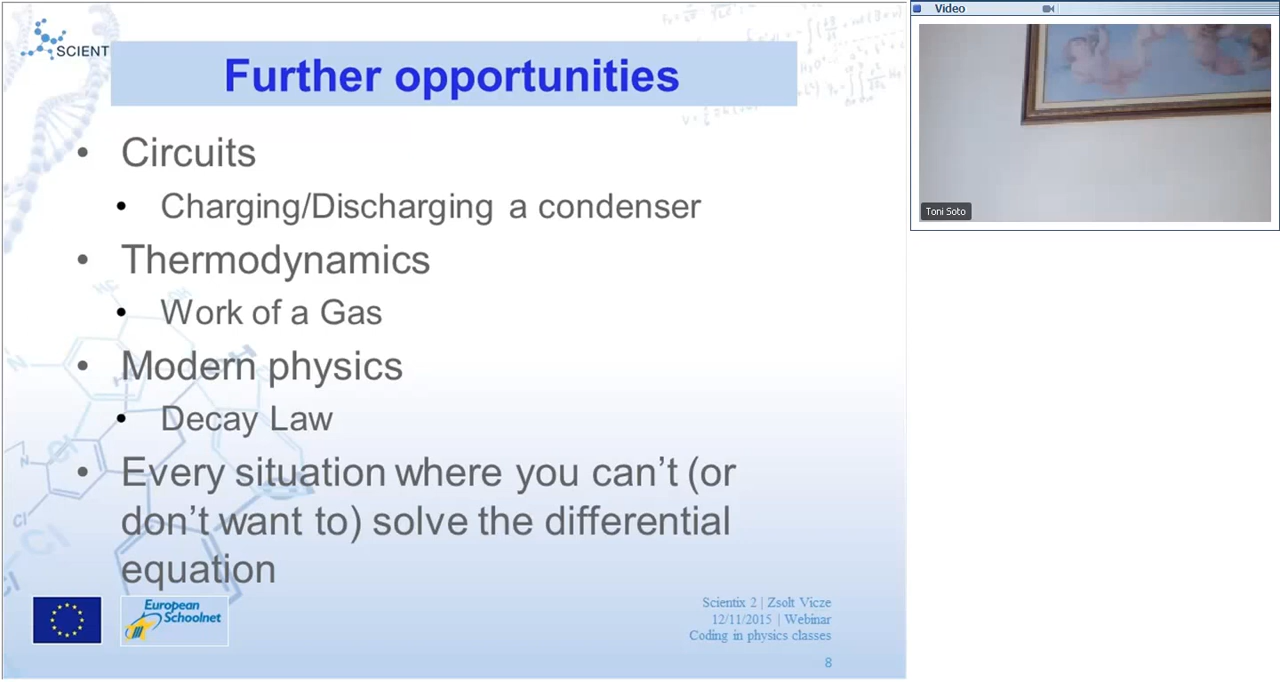 SCIENT
Further opportunities
• Circuits
• Charging/Discharging a condenser
• Thermodynamics
• Work of a Gas
• Modern physics
• Decay Law
• Every situation where you can’t (or
don’t want to) solve the differential
equation
European
Schoolnet
Scientix 2 | Zsolt Vicze
12/11/2015 | Webinar
Coding in physics classes
8
Video
Toni Soto